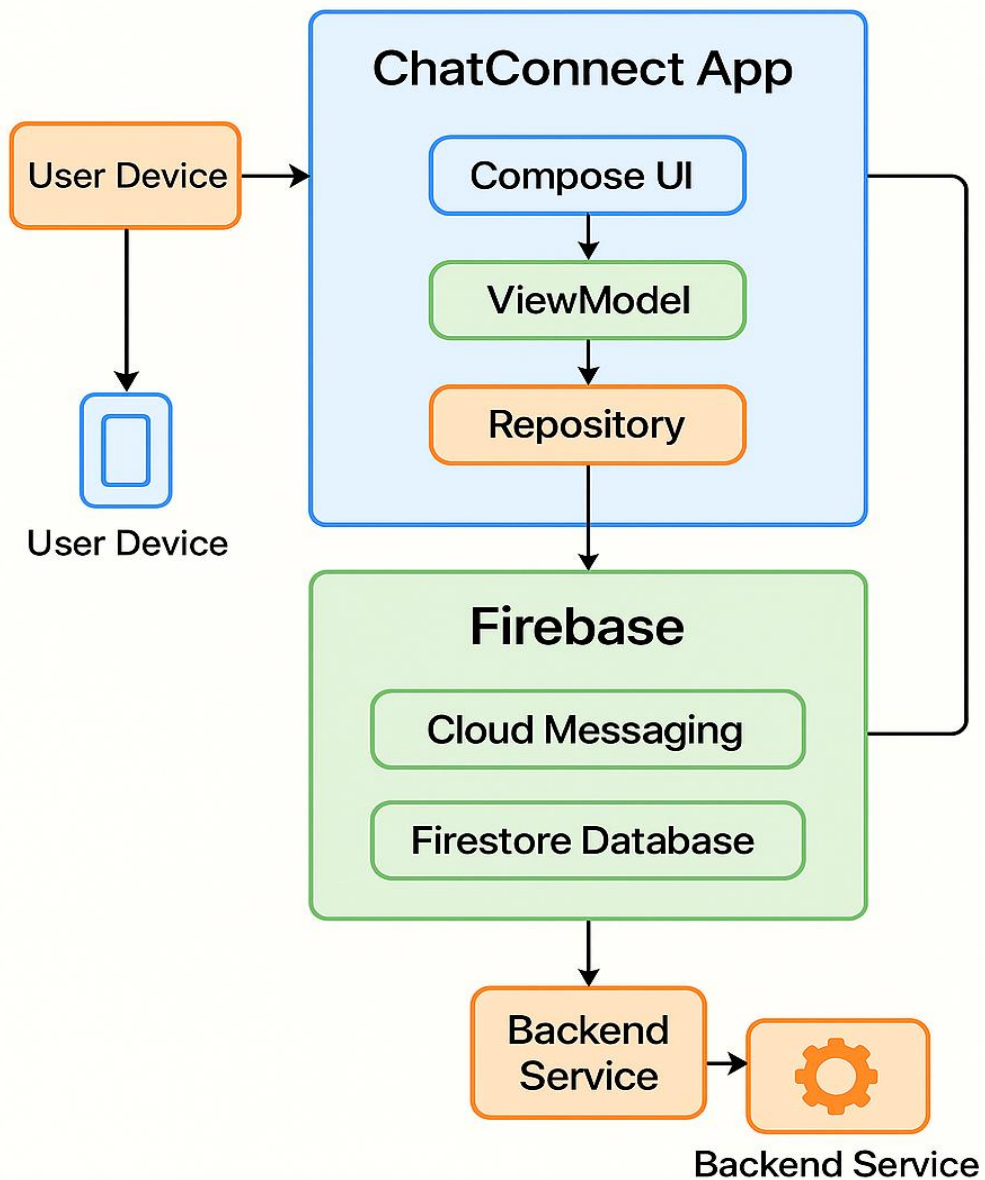 ChatConnect App
User Device
Compose UI
ViewModel
Repository
User Device
Firebase
Cloud Messaging
Firestore Database
Backend
Service
Backend Service